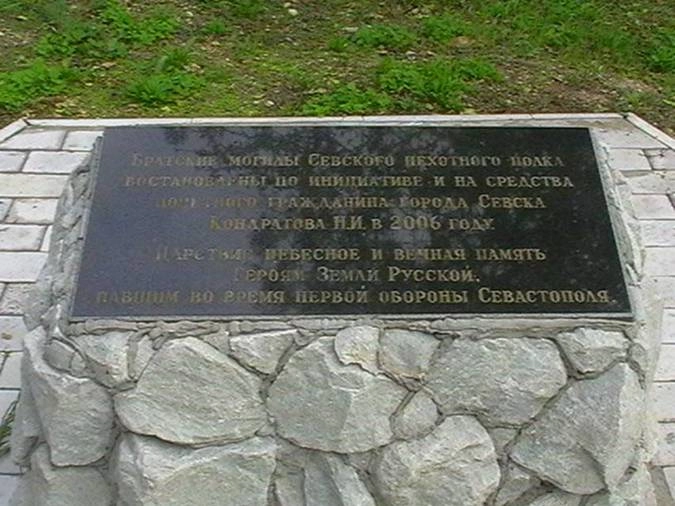 Братские могилы Севского пехотного полка
востановлены по инициативе и на средства
почетного гражданина города Севска
Кондратова Н.И. в 2006 году.
Царствие небесное и вечная память
Героям Земли Русской,
павшим во время первой обороны Севастополя.